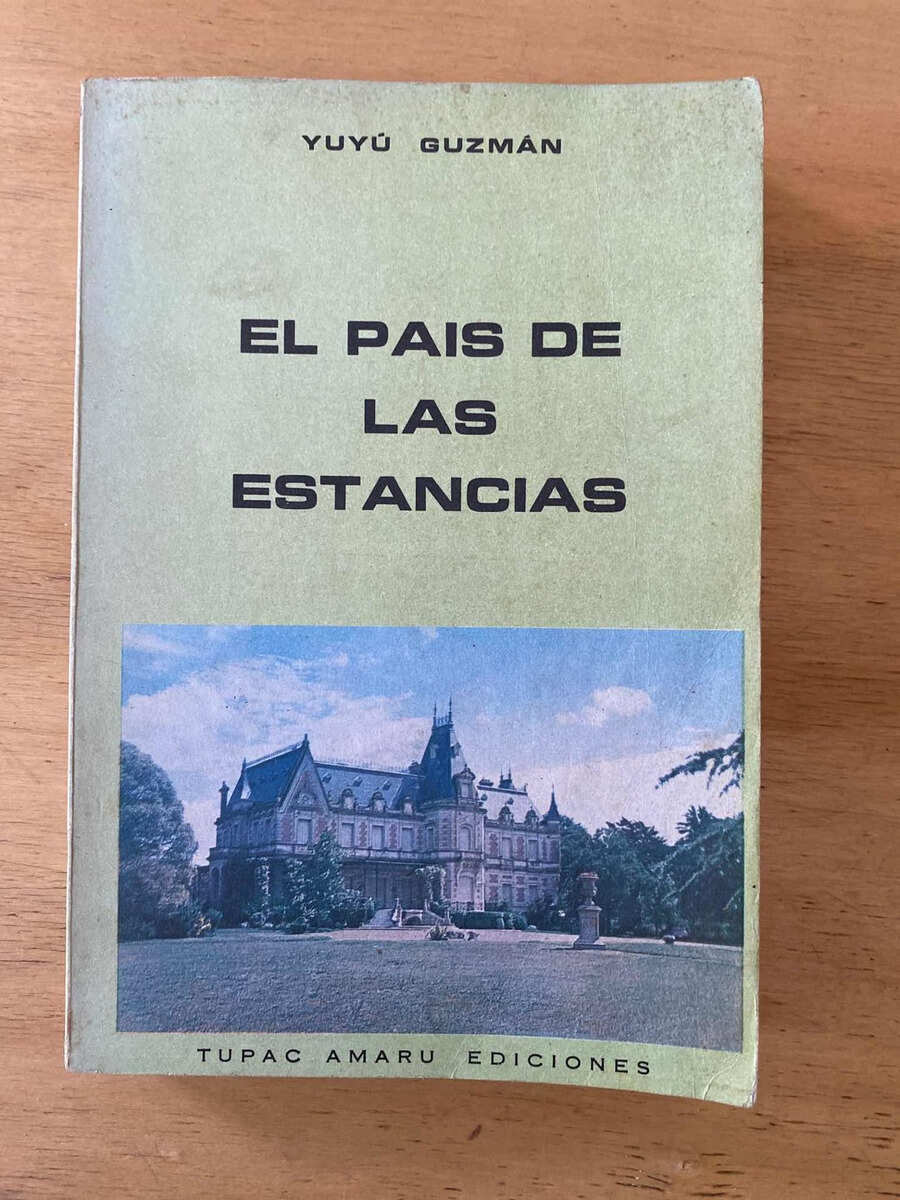 YUYÚ GUZMÁN
EL PAIS DE
LAS
ESTANCIAS
TUPAC AMARU EDICIONES